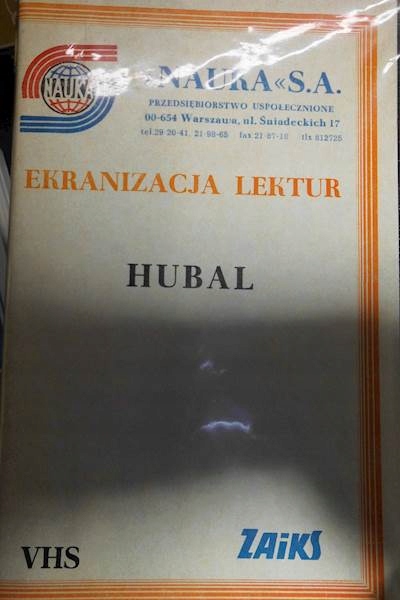 NAUKA
»NAUKA« S.A.
PRZEDSIĘBIORSTWO USPOŁECZNIONE
00-654 Warszawa, ul. Śniadeckich 17
tel. 29 26-41, 21-98-65 fax 21-87-10 tlx 812725
EKRANIZACJA LEKTUR
HUBAL
VHS
ZAiKS